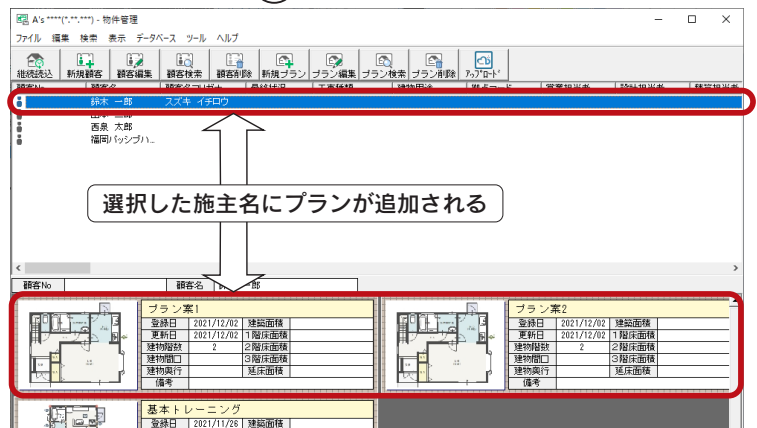 A's ****(*.**.***) - 物件管理
ファイル 編集 検索 表示 データベース ツール ヘルプ
継続読込 新規顧客 顧客編集 顧客検索 顧客削除 新規プラン プラン編集 プラン検索 プラン削除 アップロード
鈴木 一郎 スズキ イチロウ
西泉 太郎
福岡パッシブハ...
選択した施主名にプランが追加される
顧客No 顧客名
プラン案1
登録日 2021/12/02 建築面積
更新日 2021/12/02 1階床面積
建物階数 2 2階床面積
建物間口 3階床面積
建物奥行 延床面積
備考
プラン案2
登録日 2021/12/02 建築面積
更新日 2021/12/02 1階床面積
建物階数 2 2階床面積
建物間口 3階床面積
建物奥行 延床面積
備考
基本トレーニング
登録日 2021/11/26 建築面積